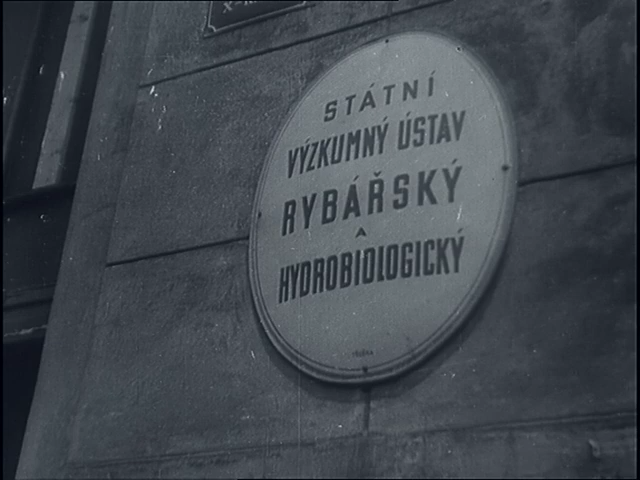 STÁTNÍ
VÝZKUMNÝ ÚSTAV
RYBÁŘSKÝ
A
HYDROBIOLOGICKÝ